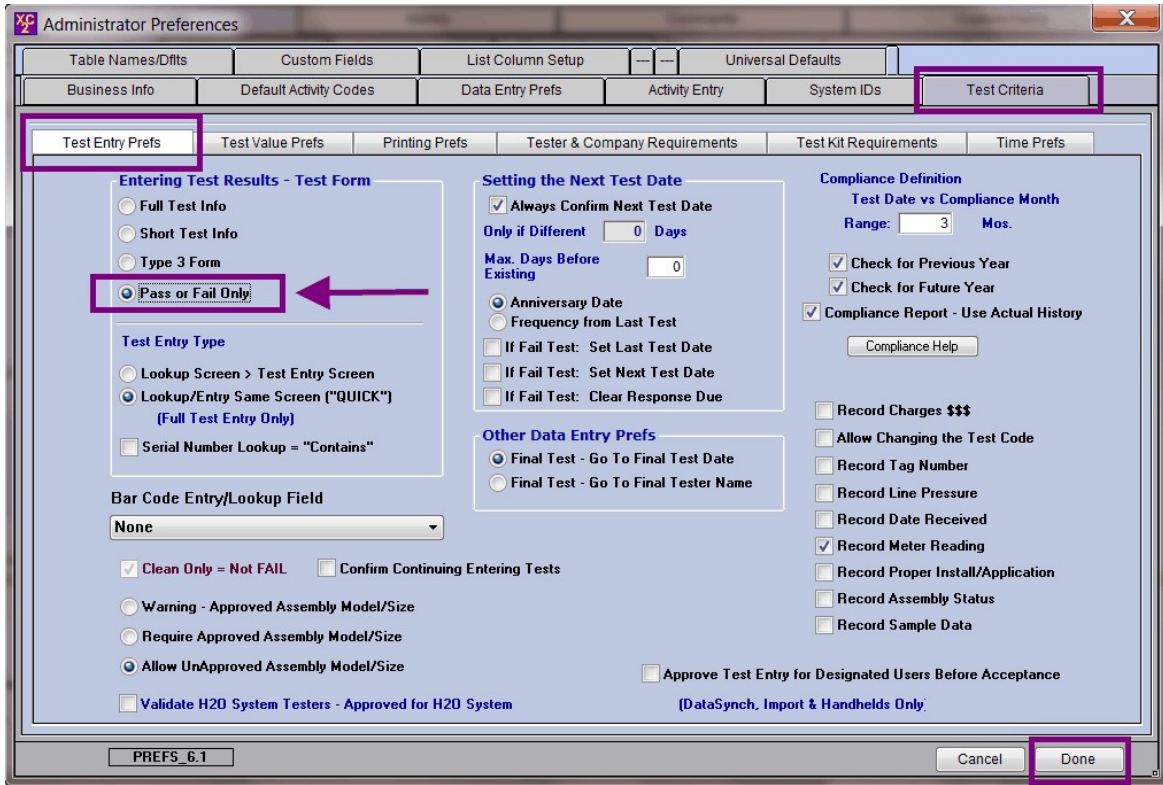 XC2 Administrator Preferences
X
Table Names/Dflts Custom Fields List Column Setup --- --- Universal Defaults
Business Info Default Activity Codes Data Entry Prefs Activity Entry System IDs Test Criteria
Test Entry Prefs Test Value Prefs Printing Prefs Tester & Company Requirements Test Kit Requirements Time Prefs
Entering Test Results - Test Form
Full Test Info
Short Test Info
Type 3 Form
Pass or Fail Only
Test Entry Type
Lookup Screen > Test Entry Screen
Lookup/Entry Same Screen ("QUICK")
(Full Test Entry Only)
Serial Number Lookup = "Contains"
Bar Code Entry/Lookup Field
None
Clean Only = Not FAIL Confirm Continuing Entering Tests
Warning - Approved Assembly Model/Size
Require Approved Assembly Model/Size
Allow UnApproved Assembly Model/Size
Validate H2O System Testers - Approved for H2O System
Setting the Next Test Date
Always Confirm Next Test Date
Only if Different 0 Days
Max. Days Before
Existing 0
Anniversary Date
Frequency from Last Test
If Fail Test: Set Last Test Date
If Fail Test: Set Next Test Date
If Fail Test: Clear Response Due
Other Data Entry Prefs
Final Test - Go To Final Test Date
Final Test - Go To Final Tester Name
Compliance Definition
Test Date vs Compliance Month
Range: 3 Mos.
Check for Previous Year
Check for Future Year
Compliance Report - Use Actual History
Compliance Help
Record Charges $$$
Allow Changing the Test Code
Record Tag Number
Record Line Pressure
Record Date Received
Record Meter Reading
Record Proper Install/Application
Record Assembly Status
Record Sample Data
Approve Test Entry for Designated Users Before Acceptance
(DataSynch, Import & Handhelds Only)
PREFS_6.1 Cancel Done